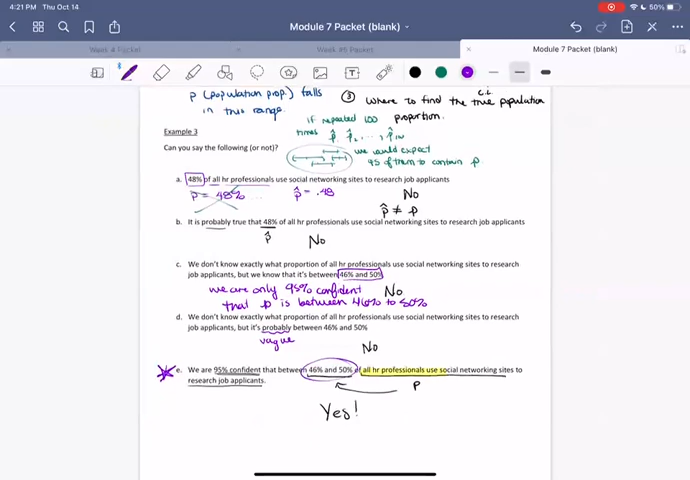 4:21 PM Thu Oct 14
50%
Module 7 Packet (blank)
Week 4 Packet
Week #5 Packet
Module 7 Packet (blank)
p (population prop.) falls
in this range.
c.i.
③ where to find the true population
proportion.
if repeated 100
times p̂₁ p̂₂ ..., p̂₁₀₀
we would expect
95 of them to contain p.
Example 3
Can you say the following (or not)?
a. 48% of all hr professionals use social networking sites to research job applicants
p = 48% ...
p̂ = .48
No
p̂ ≠ p
b. It is probably true that 48% of all hr professionals use social networking sites to research job applicants
p̂
No
c. We don't know exactly what proportion of all hr professionals use social networking sites to research
job applicants, but we know that it's between 46% and 50%
we are only 95% confident
No
that p is between 46% to 50%
d. We don't know exactly what proportion of all hr professionals use social networking sites to research
job applicants, but it's probably between 46% and 50%
vague
No
e. We are 95% confident that between 46% and 50% of all hr professionals use social networking sites to
research job applicants.
p
Yes!